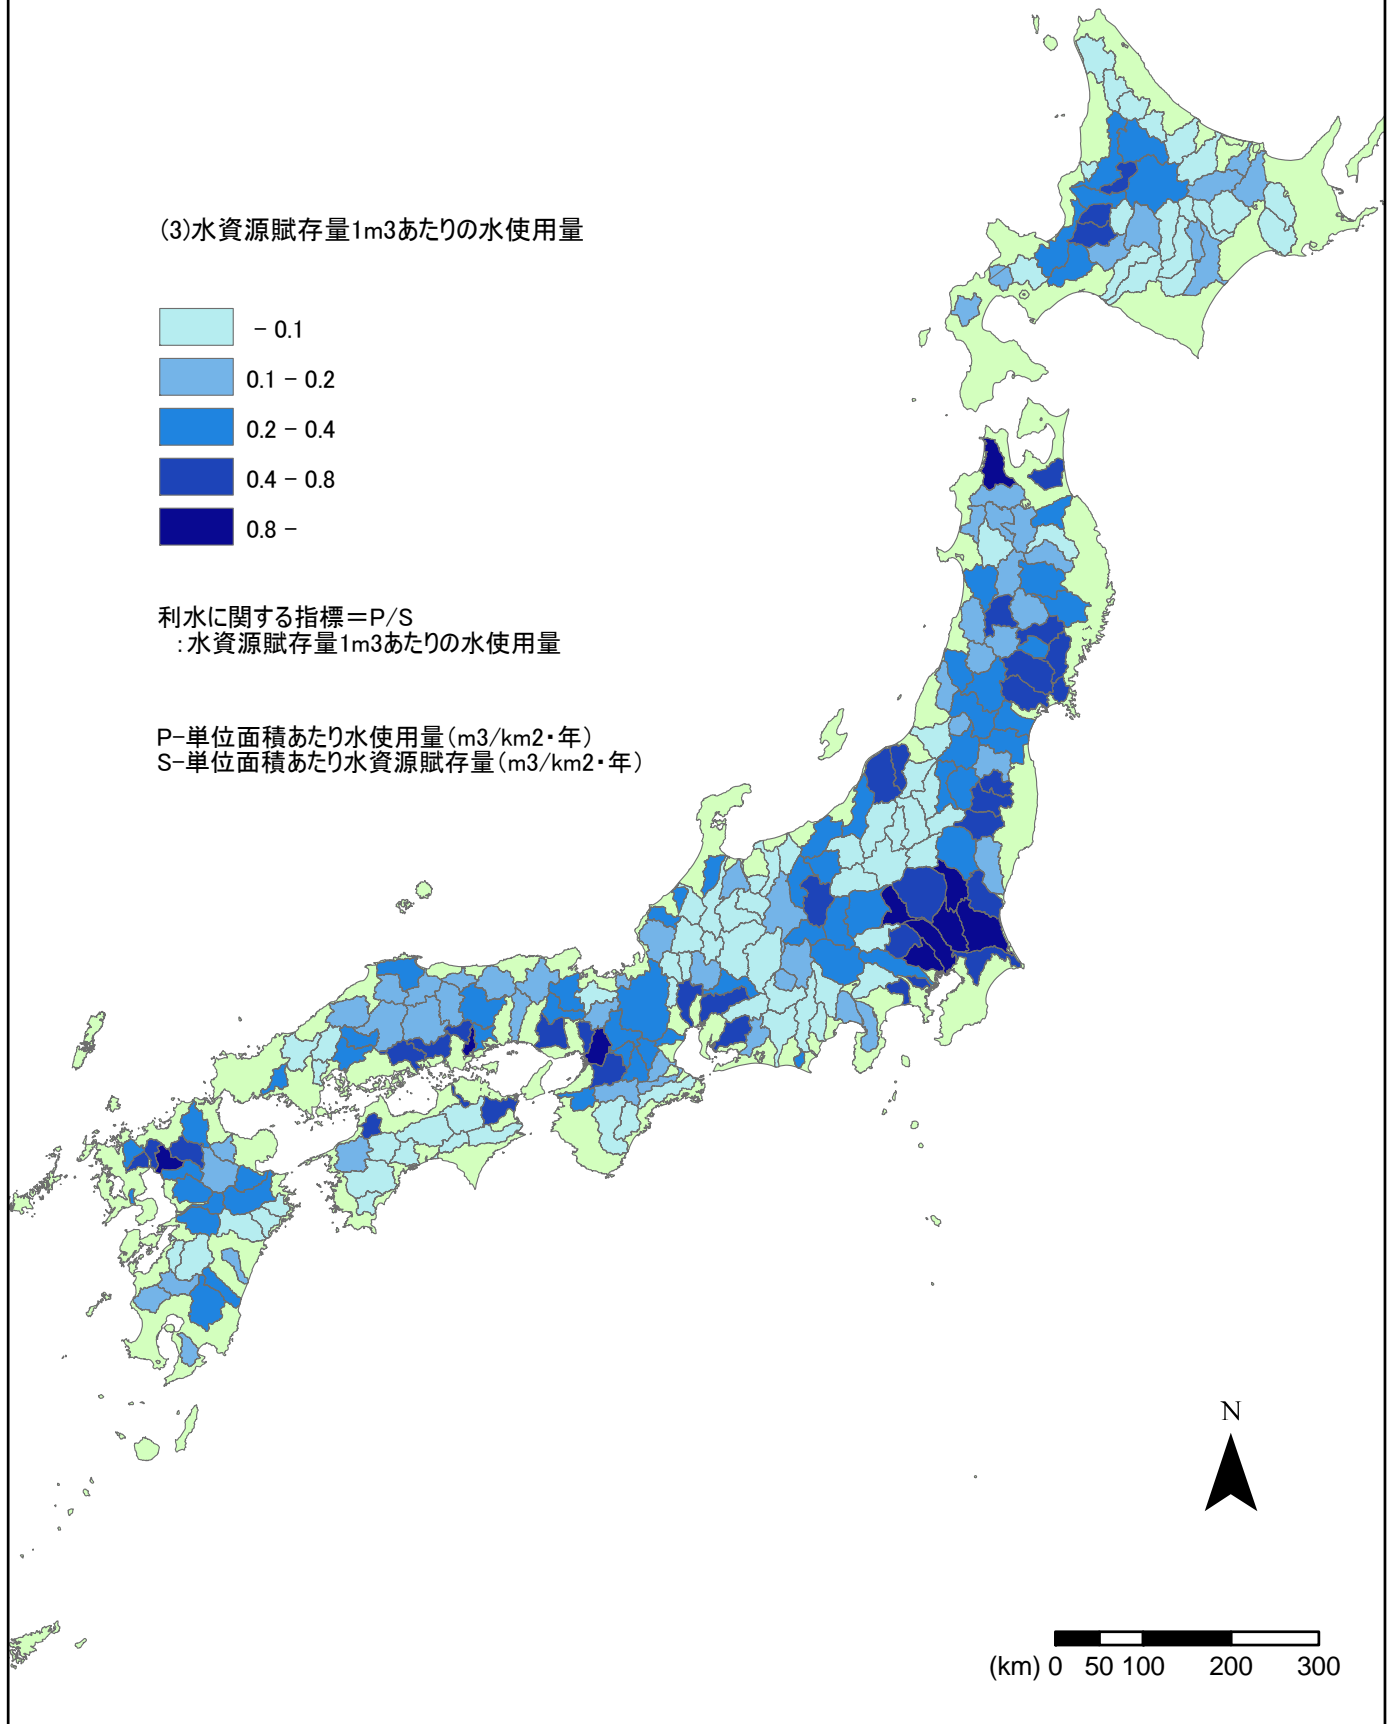 (3)水資源賦存量1m3あたりの水使用量
－0.1
0.1－0.2
0.2－0.4
0.4－0.8
0.8－
利水に関する指標＝P/S
：水資源賦存量1m3あたりの水使用量
P-単位面積あたり水使用量（m3/km2・年）
S-単位面積あたり水資源賦存量（m3/km2・年）
N
(km) 0 50 100 200 300